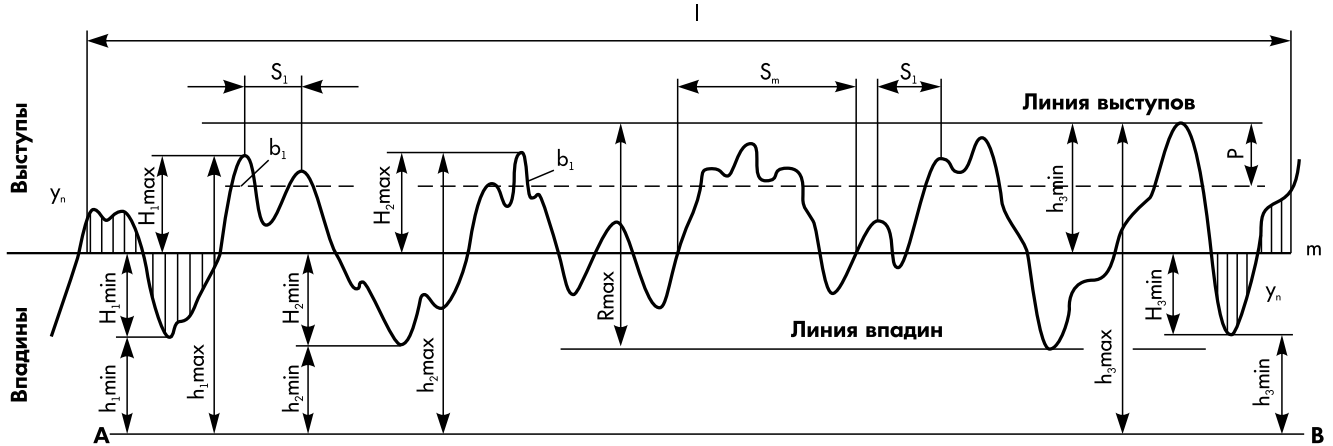 l
S₁
Sₘ
S₁
Линия выступов
Выступы
yₙ
H₁max
b₁
H₂max
b₁
h₃min
P
m
Впадины
H₁min
H₂min
Rmax
H₃min
yₙ
Линия впадин
h₁min
h₁max
h₂min
h₂max
h₃max
h₃min
A
B